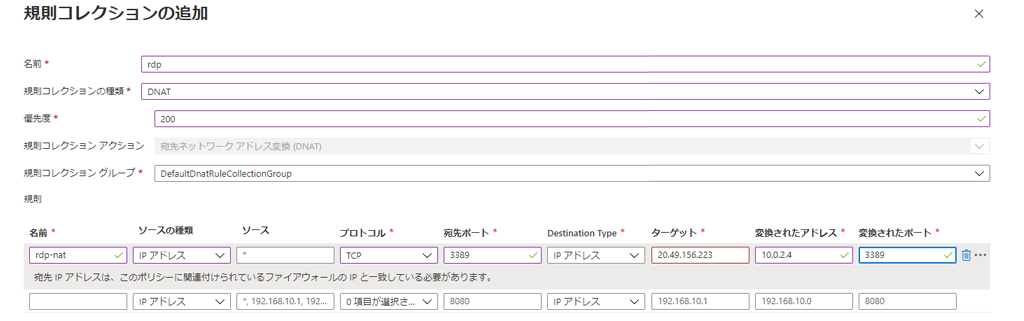 規則コレクションの追加
名前 * rdp
規則コレクションの種類 * DNAT
優先度 * 200
規則コレクション アクション 宛先ネットワーク アドレス変換 (DNAT)
規則コレクション グループ * DefaultDnatRuleCollectionGroup
規則
名前 * ソースの種類 ソース プロトコル * 宛先ポート * Destination Type * ターゲット * 変換されたアドレス * 変換されたポート *
rdp-nat IP アドレス * TCP 3389 IP アドレス 20.49.156.223 10.0.2.4 3389
宛先 IP アドレスは、このポリシーに関連付けられているファイアウォールの IP と一致している必要があります。
IP アドレス *, 192.168.10.1, 192... 0 項目が選択さ... 8080 IP アドレス 192.168.10.1 192.168.10.0 8080